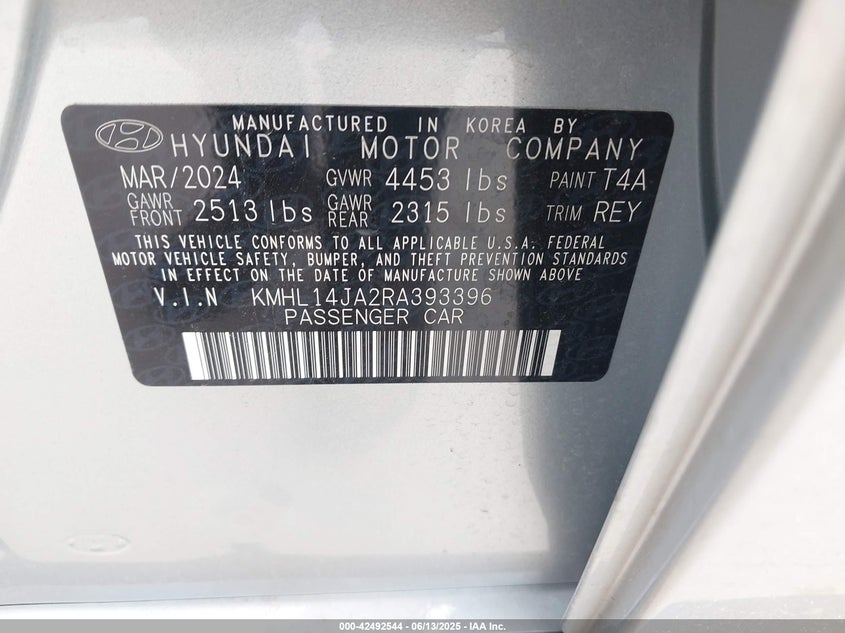 MANUFACTURED IN KOREA BY
HYUNDAI MOTOR COMPANY
MAR/2024 GVWR 4453 lbs PAINT T4A
GAWR FRONT 2513 lbs GAWR REAR 2315 lbs TRIM REY
THIS VEHICLE CONFORMS TO ALL APPLICABLE U.S.A. FEDERAL
MOTOR VEHICLE SAFETY, BUMPER, AND THEFT PREVENTION STANDARDS
IN EFFECT ON THE DATE OF MANUFACTURE SHOWN ABOVE
V.I.N KMHL14JA2RA393396
PASSENGER CAR
000-42492544 - 06/13/2025 - IAA Inc.